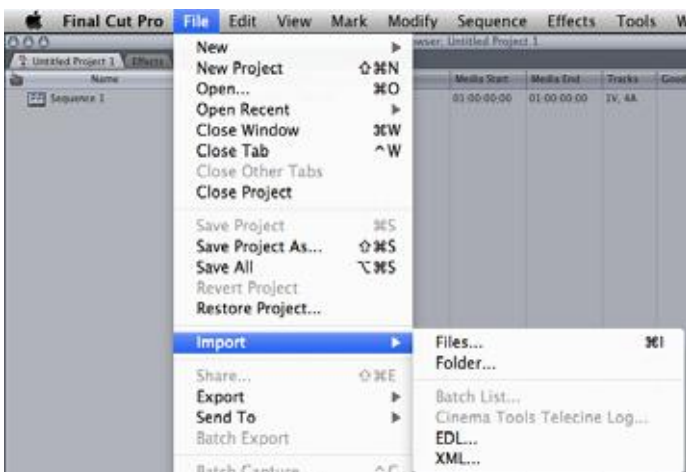 Final Cut Pro File Edit View Mark Modify Sequence Effects Tools W
Browser: Untitled Project 1
Untitled Project 1 Effects
Name Media Start Media End Tracks Good
Sequence 1 01:00:00:00 01:00:00:00 1V, 4A
New
New Project ⇧⌘N
Open... ⌘O
Open Recent
Close Window ⌘W
Close Tab ^W
Close Other Tabs
Close Project
Save Project ⌘S
Save Project As... ⇧⌘S
Save All ⌥⌘S
Revert Project
Restore Project...
Import
Files... ⌘I
Folder...
Share... ⇧⌘E
Export
Batch List...
Send To
Cinema Tools Telecine Log...
Batch Export
EDL...
XML...
Batch Capture... ^C